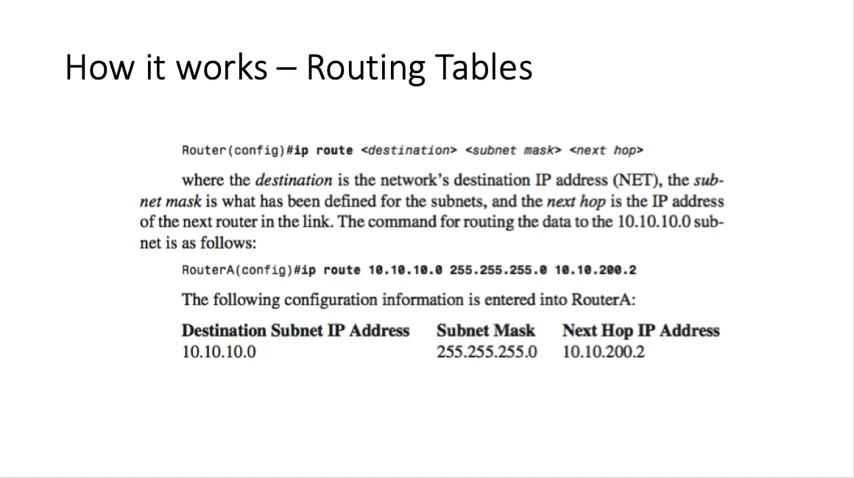 How it works – Routing Tables
Router(config)#ip route <destination> <subnet mask> <next hop>
where the destination is the network's destination IP address (NET), the sub-
net mask is what has been defined for the subnets, and the next hop is the IP address
of the next router in the link. The command for routing the data to the 10.10.10.0 sub-
net is as follows:
RouterA(config)#ip route 10.10.10.0 255.255.255.0 10.10.200.2
The following configuration information is entered into RouterA:
Destination Subnet IP Address Subnet Mask Next Hop IP Address
10.10.10.0 255.255.255.0 10.10.200.2